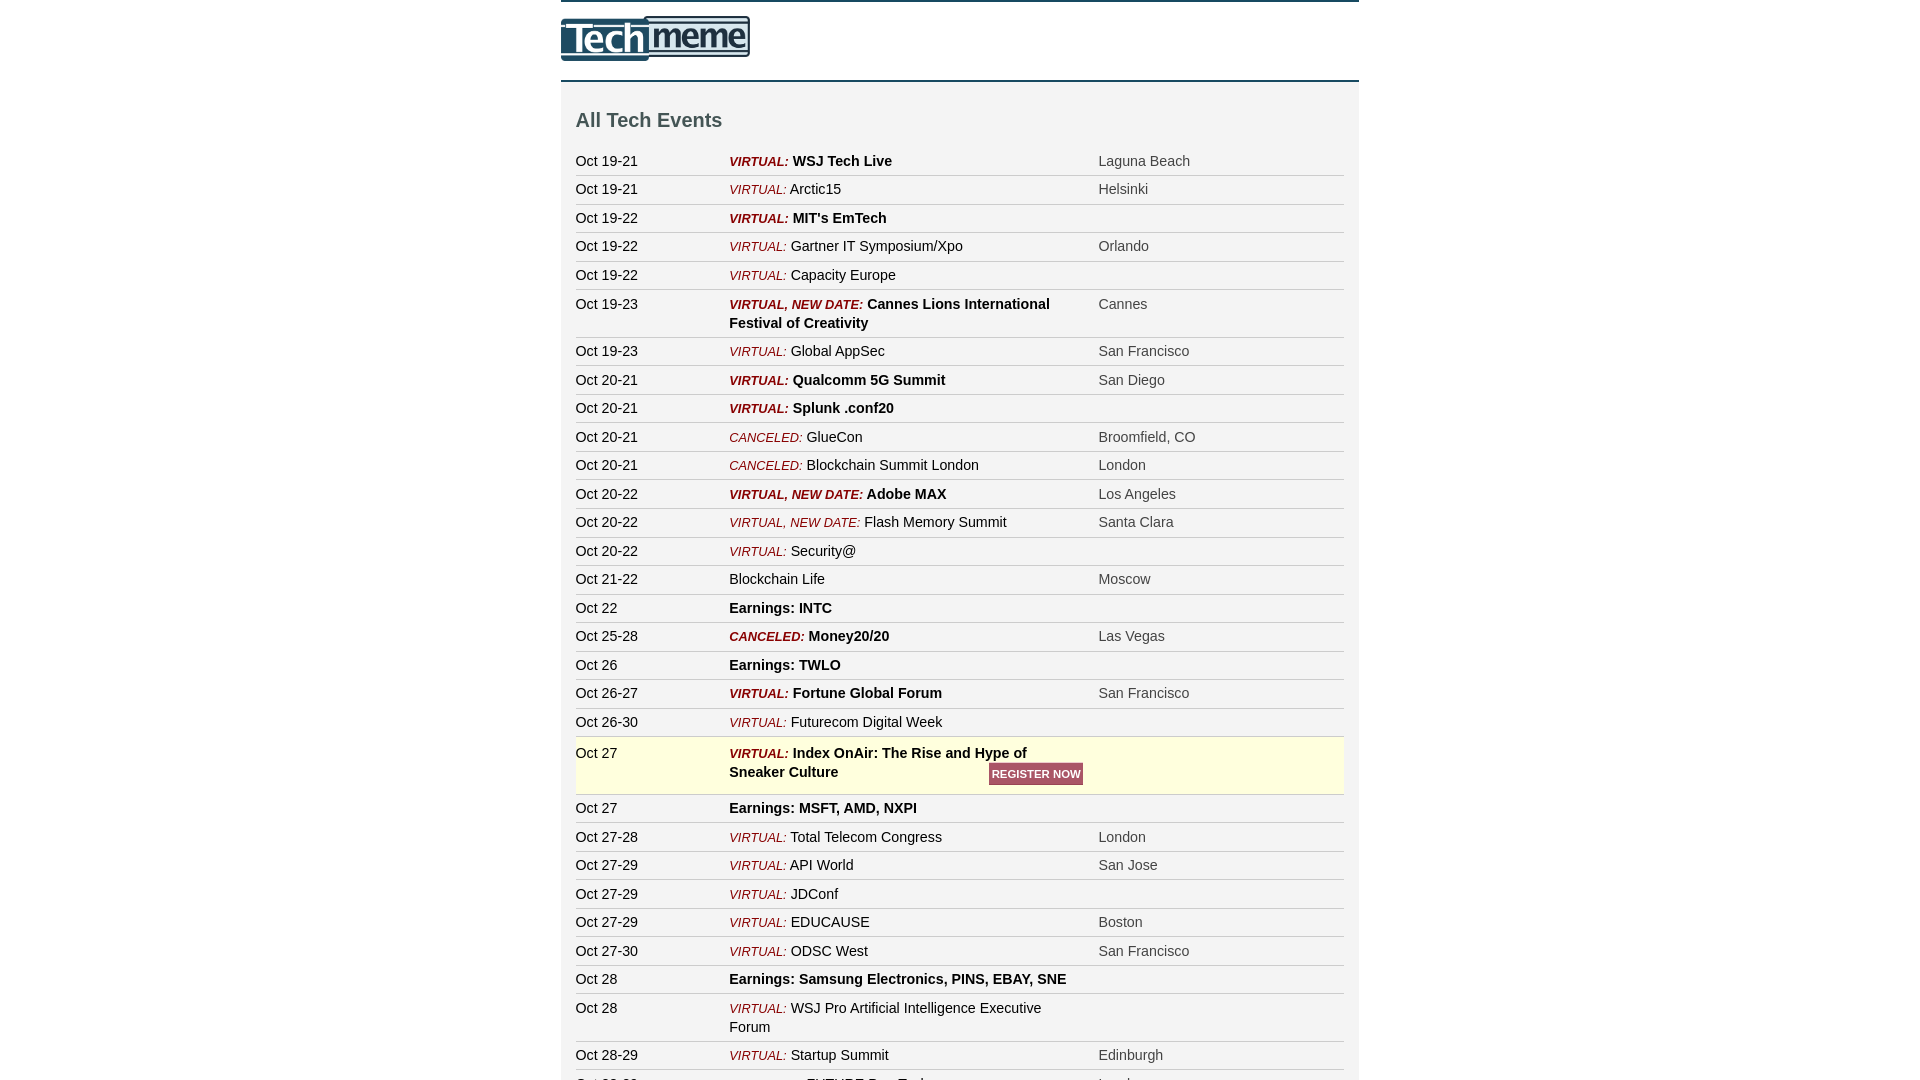 Techmeme
All Tech Events
Oct 19-21 VIRTUAL: WSJ Tech Live Laguna Beach
Oct 19-21 VIRTUAL: Arctic15 Helsinki
Oct 19-22 VIRTUAL: MIT's EmTech
Oct 19-22 VIRTUAL: Gartner IT Symposium/Xpo Orlando
Oct 19-22 VIRTUAL: Capacity Europe
Oct 19-23 VIRTUAL, NEW DATE: Cannes Lions International Cannes
Festival of Creativity
Oct 19-23 VIRTUAL: Global AppSec San Francisco
Oct 20-21 VIRTUAL: Qualcomm 5G Summit San Diego
Oct 20-21 VIRTUAL: Splunk .conf20
Oct 20-21 CANCELED: GlueCon Broomfield, CO
Oct 20-21 CANCELED: Blockchain Summit London London
Oct 20-22 VIRTUAL, NEW DATE: Adobe MAX Los Angeles
Oct 20-22 VIRTUAL, NEW DATE: Flash Memory Summit Santa Clara
Oct 20-22 VIRTUAL: Security@
Oct 21-22 Blockchain Life Moscow
Oct 22 Earnings: INTC
Oct 25-28 CANCELED: Money20/20 Las Vegas
Oct 26 Earnings: TWLO
Oct 26-27 VIRTUAL: Fortune Global Forum San Francisco
Oct 26-30 VIRTUAL: Futurecom Digital Week
Oct 27 VIRTUAL: Index OnAir: The Rise and Hype of
Sneaker Culture REGISTER NOW
Oct 27 Earnings: MSFT, AMD, NXPI
Oct 27-28 VIRTUAL: Total Telecom Congress London
Oct 27-29 VIRTUAL: API World San Jose
Oct 27-29 VIRTUAL: JDConf
Oct 27-29 VIRTUAL: EDUCAUSE Boston
Oct 27-30 VIRTUAL: ODSC West San Francisco
Oct 28 Earnings: Samsung Electronics, PINS, EBAY, SNE
Oct 28 VIRTUAL: WSJ Pro Artificial Intelligence Executive
Forum
Oct 28-29 VIRTUAL: Startup Summit Edinburgh